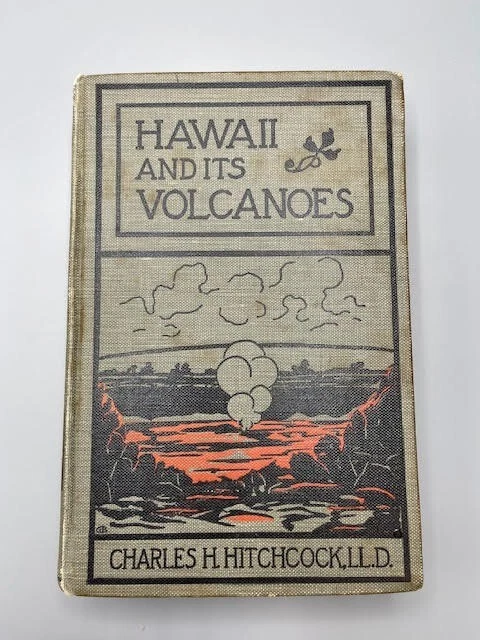 HAWAII
AND ITS
VOLCANOES
CHARLES H. HITCHCOCK, LL.D.